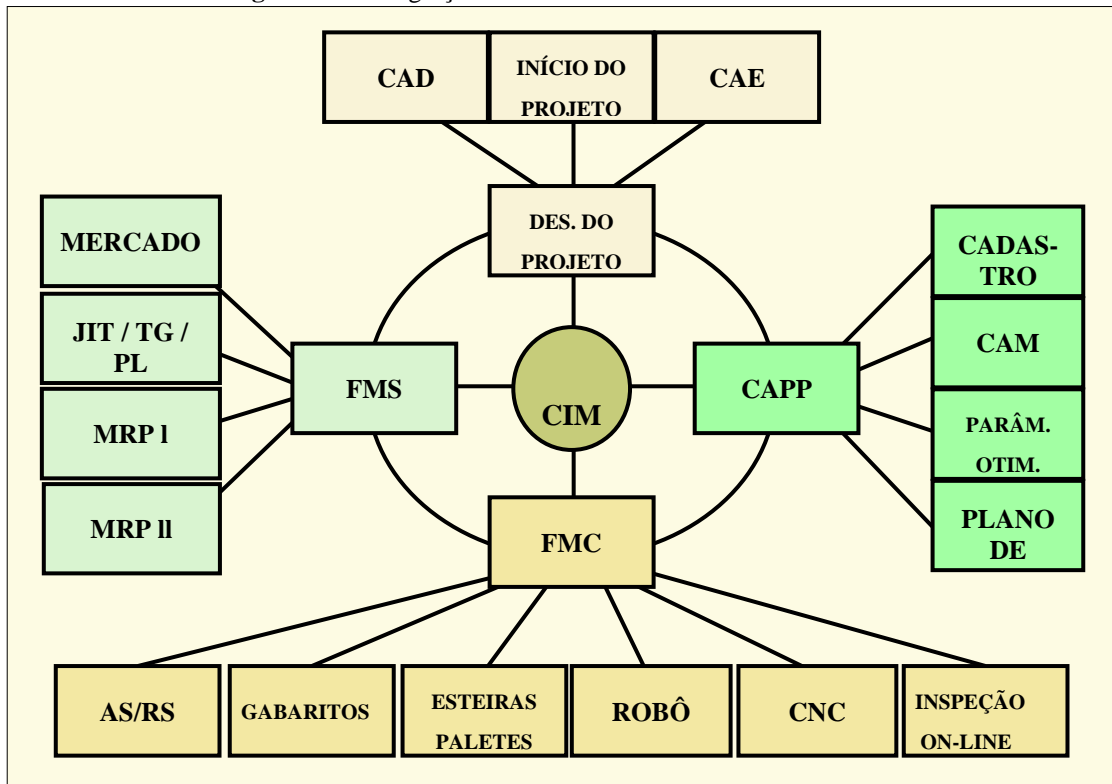 CAD
INÍCIO DO
PROJETO
CAE
DES. DO
PROJETO
MERCADO
JIT / TG /
PL
MRP l
MRP ll
FMS
CIM
CAPP
CADAS-
TRO
CAM
PARÂM.
OTIM.
PLANO
DE
FMC
AS/RS
GABARITOS
ESTEIRAS
PALETES
ROBÔ
CNC
INSPEÇÃO
ON-LINE